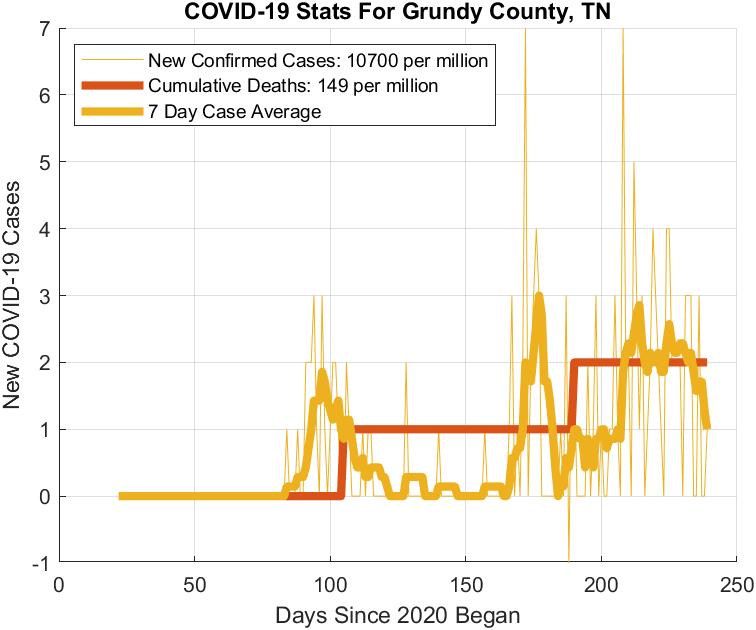 COVID-19 Stats For Grundy County, TN
New Confirmed Cases: 10700 per million
Cumulative Deaths: 149 per million
7 Day Case Average
7
6
5
4
3
2
1
0
-1
New COVID-19 Cases
0 50 100 150 200 250
Days Since 2020 Began